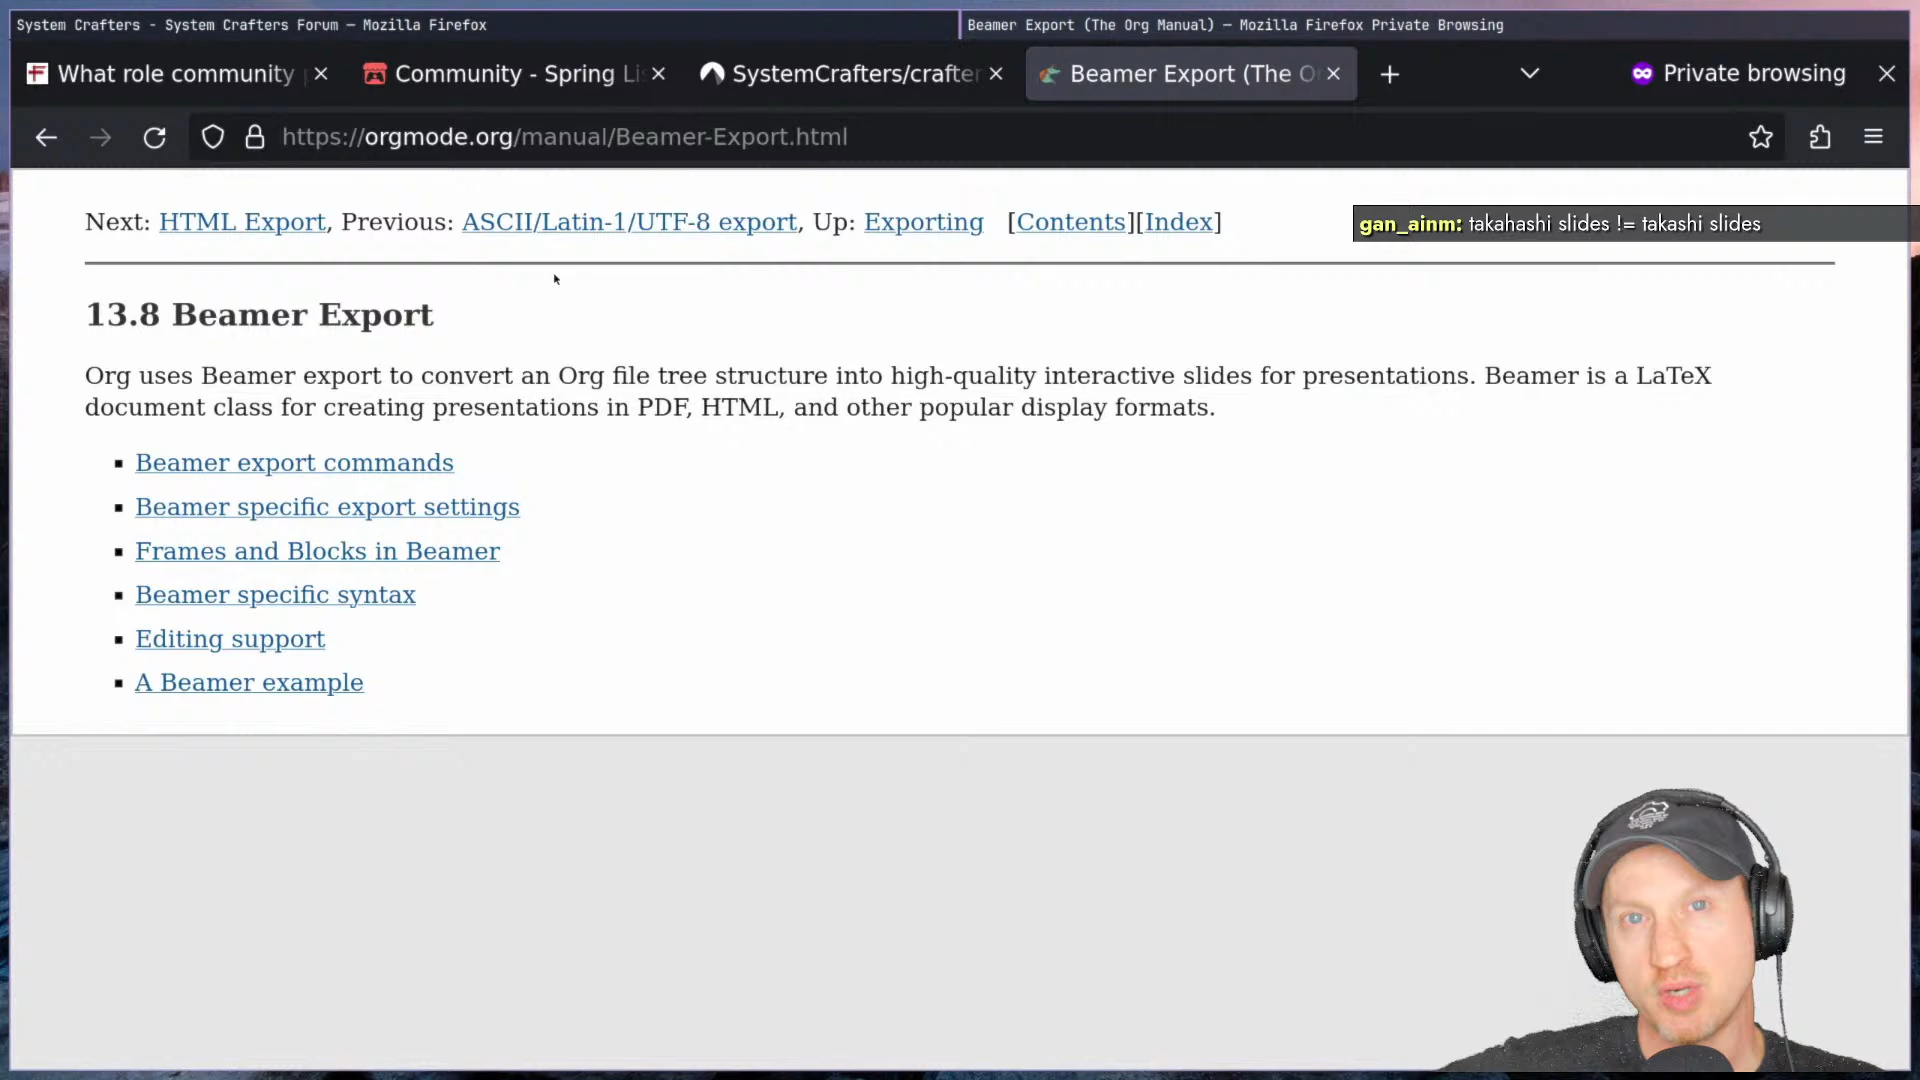 System Crafters - System Crafters Forum — Mozilla Firefox
Beamer Export (The Org Manual) — Mozilla Firefox Private Browsing
What role community
Community - Spring Li
SystemCrafters/crafter
Beamer Export (The O
Private browsing
https://orgmode.org/manual/Beamer-Export.html
Next: HTML Export, Previous: ASCII/Latin-1/UTF-8 export, Up: Exporting [Contents][Index]
gan_ainm: takahashi slides != takashi slides
13.8 Beamer Export
Org uses Beamer export to convert an Org file tree structure into high-quality interactive slides for presentations. Beamer is a LaTeX
document class for creating presentations in PDF, HTML, and other popular display formats.
Beamer export commands
Beamer specific export settings
Frames and Blocks in Beamer
Beamer specific syntax
Editing support
A Beamer example